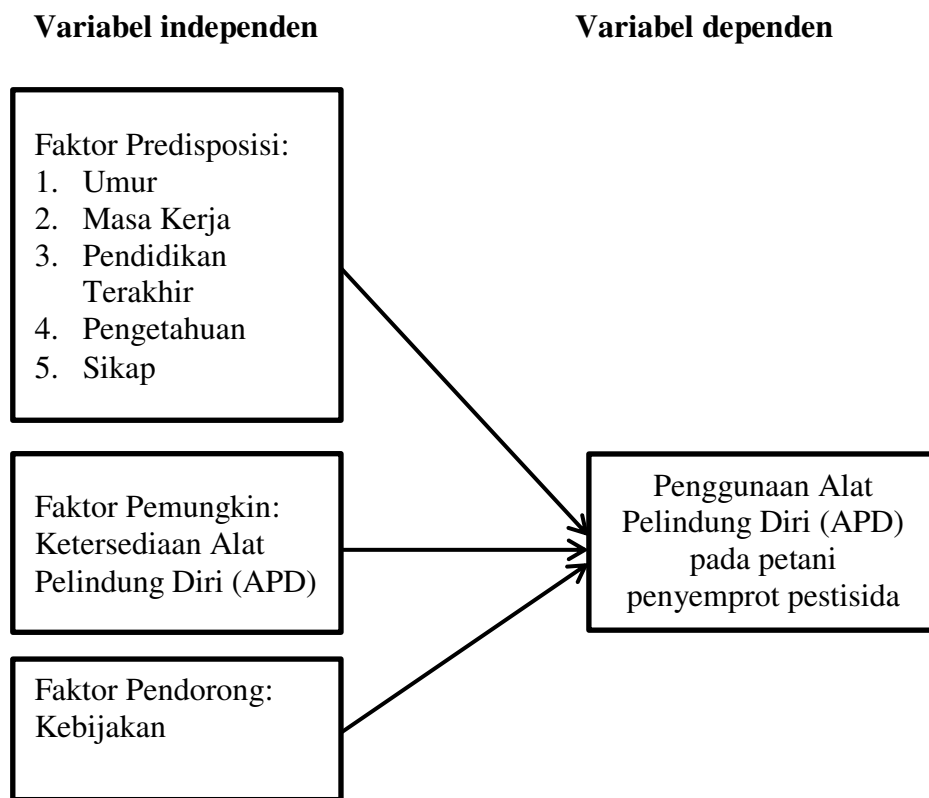 Variabel independen
Variabel dependen
Faktor Predisposisi:
1. Umur
2. Masa Kerja
3. Pendidikan
Terakhir
4. Pengetahuan
5. Sikap
Faktor Pemungkin:
Ketersediaan Alat
Pelindung Diri (APD)
Faktor Pendorong:
Kebijakan
Penggunaan Alat
Pelindung Diri (APD)
pada petani
penyemprot pestisida